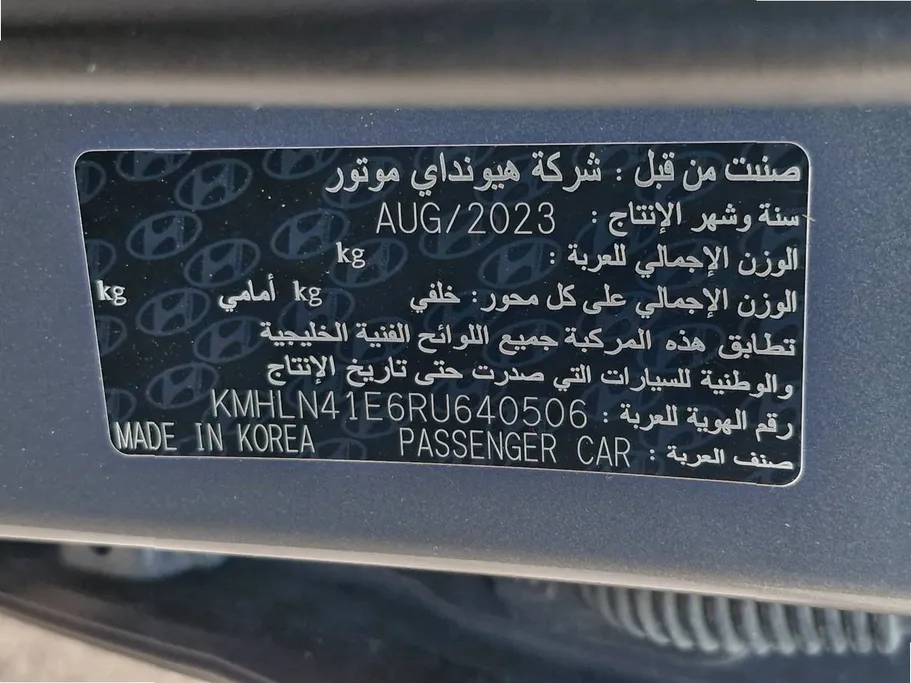 صنعت من قبل : شركة هيونداي موتور
سنة وشهر الإنتاج : AUG/2023
الوزن الإجمالي للعربة : kg
الوزن الإجمالي على كل محور : خلفي kg أمامي kg
تطابق هذه المركبة جميع اللوائح الفنية الخليجية
والوطنية للسيارات التي صدرت حتى تاريخ الإنتاج
رقم الهوية للعربة : KMHLN41E6RU640506
صنف العربة : PASSENGER CAR MADE IN KOREA